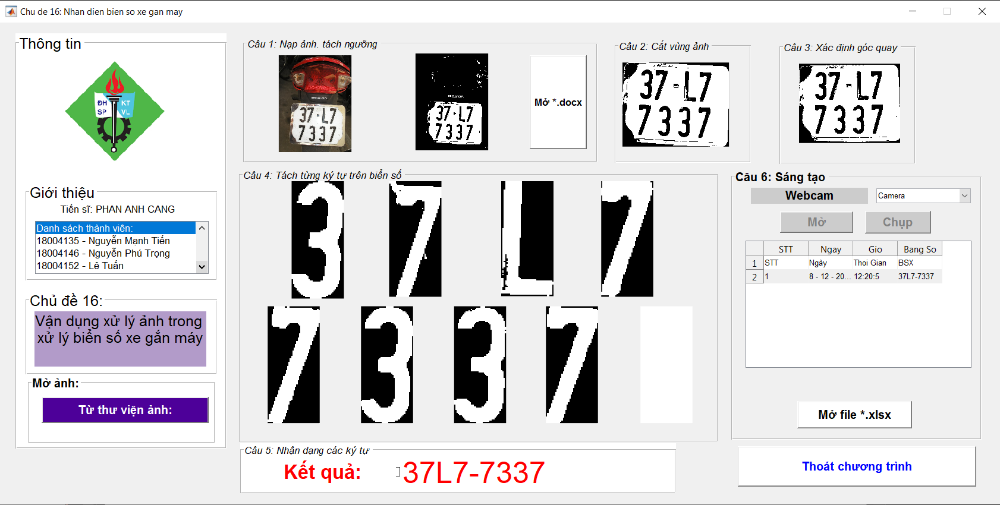 Chu de 16: Nhan dien bien so xe gan may
Thông tin
ĐH KT
SP VL
Giới thiệu
Tiến sĩ: PHAN ANH CANG
Danh sách thành viên:
18004135 - Nguyễn Mạnh Tiến
18004146 - Nguyễn Phú Trọng
18004152 - Lê Tuấn
Chủ đề 16:
Vận dụng xử lý ảnh trong
xử lý biển số xe gắn máy
Mở ảnh:
Từ thư viện ảnh:
Câu 1: Nạp ảnh. tách ngưỡng
HONDA
37-L7
7337
HONDA
37-L7
7337
Mở *.docx
Câu 2: Cắt vùng ảnh
37-L7
7337
Câu 3: Xác định góc quay
37-L7
7337
Câu 4: Tách từng ký tự trên biển số
3 7 L 7
7 3 3 7
Câu 5: Nhận dạng các ký tự
Kết quả: 37L7-7337
Câu 6: Sáng tạo
Webcam Camera
Mở Chụp
STT Ngay Gio Bang So
1 STT Ngày Thoi Gian BSX
2 1 8 - 12 - 20... 12:20:5 37L7-7337
Mở file *.xlsx
Thoát chương trình